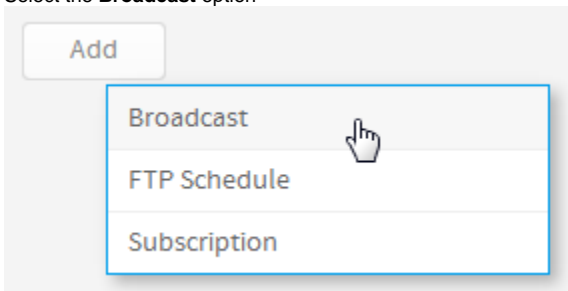 Select the Broadcast option
Add
Broadcast
FTP Schedule
Subscription